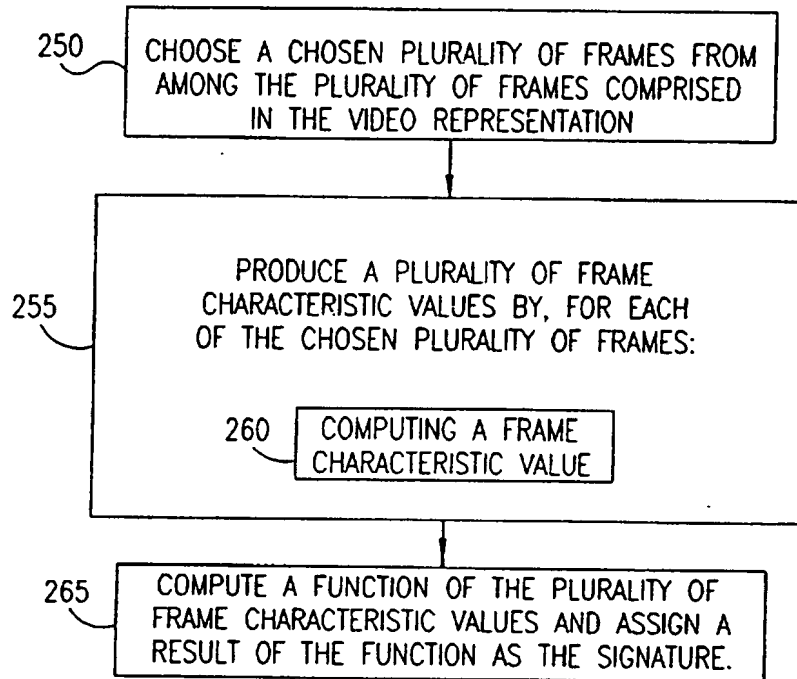 250
CHOOSE A CHOSEN PLURALITY OF FRAMES FROM
AMONG THE PLURALITY OF FRAMES COMPRISED
IN THE VIDEO REPRESENTATION
255
PRODUCE A PLURALITY OF FRAME
CHARACTERISTIC VALUES BY, FOR EACH
OF THE CHOSEN PLURALITY OF FRAMES:
260
COMPUTING A FRAME
CHARACTERISTIC VALUE
265
COMPUTE A FUNCTION OF THE PLURALITY OF
FRAME CHARACTERISTIC VALUES AND ASSIGN A
RESULT OF THE FUNCTION AS THE SIGNATURE.